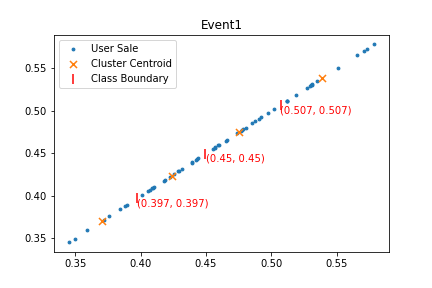 Event1
User Sale
Cluster Centroid
Class Boundary
0.55
0.50
0.45
0.40
0.35
(0.507, 0.507)
(0.45, 0.45)
(0.397, 0.397)
0.35 0.40 0.45 0.50 0.55